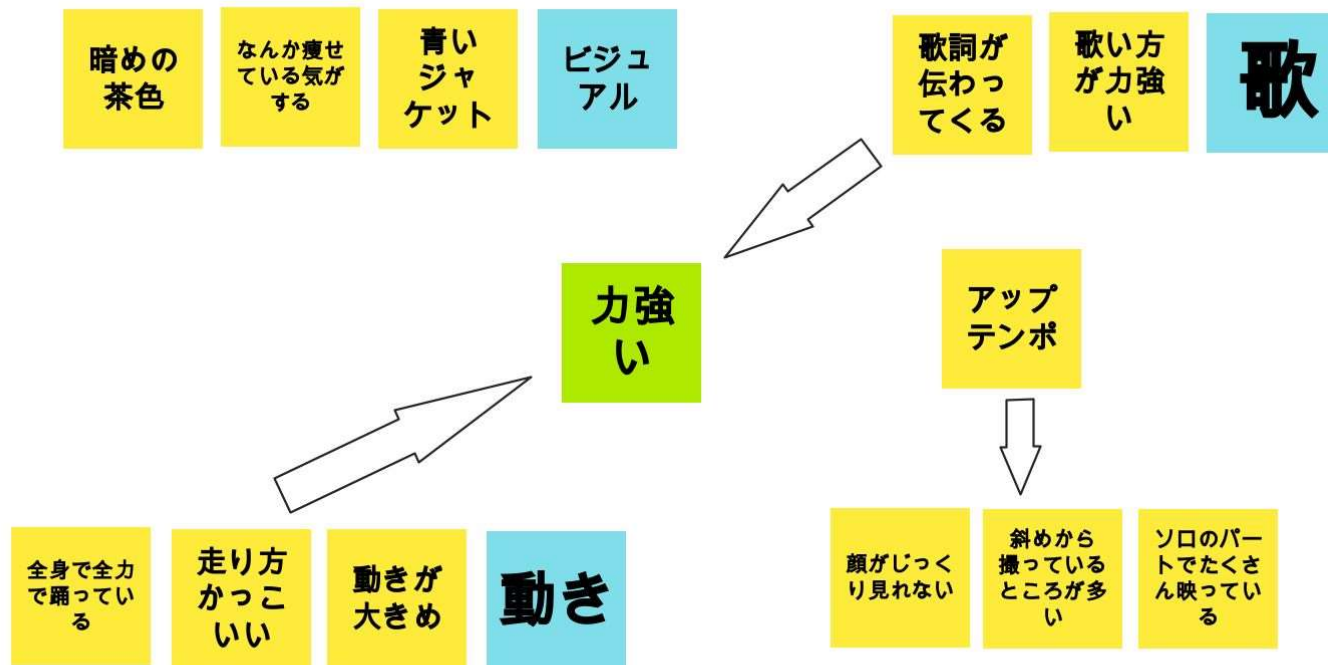 暗めの
茶色
なんか痩せ
ている気が
する
青い
ジャ
ケット
ビジュ
アル
歌詞が
伝わっ
てくる
歌い方
が力強
い
歌
力強
い
アップ
テンポ
全身で全力
で踊ってい
る
走り方
かっこ
いい
動きが
大きめ
動き
顔がじっく
り見れない
斜めから
撮っている
ところが多
い
ソロのパー
トでたくさ
ん映ってい
る